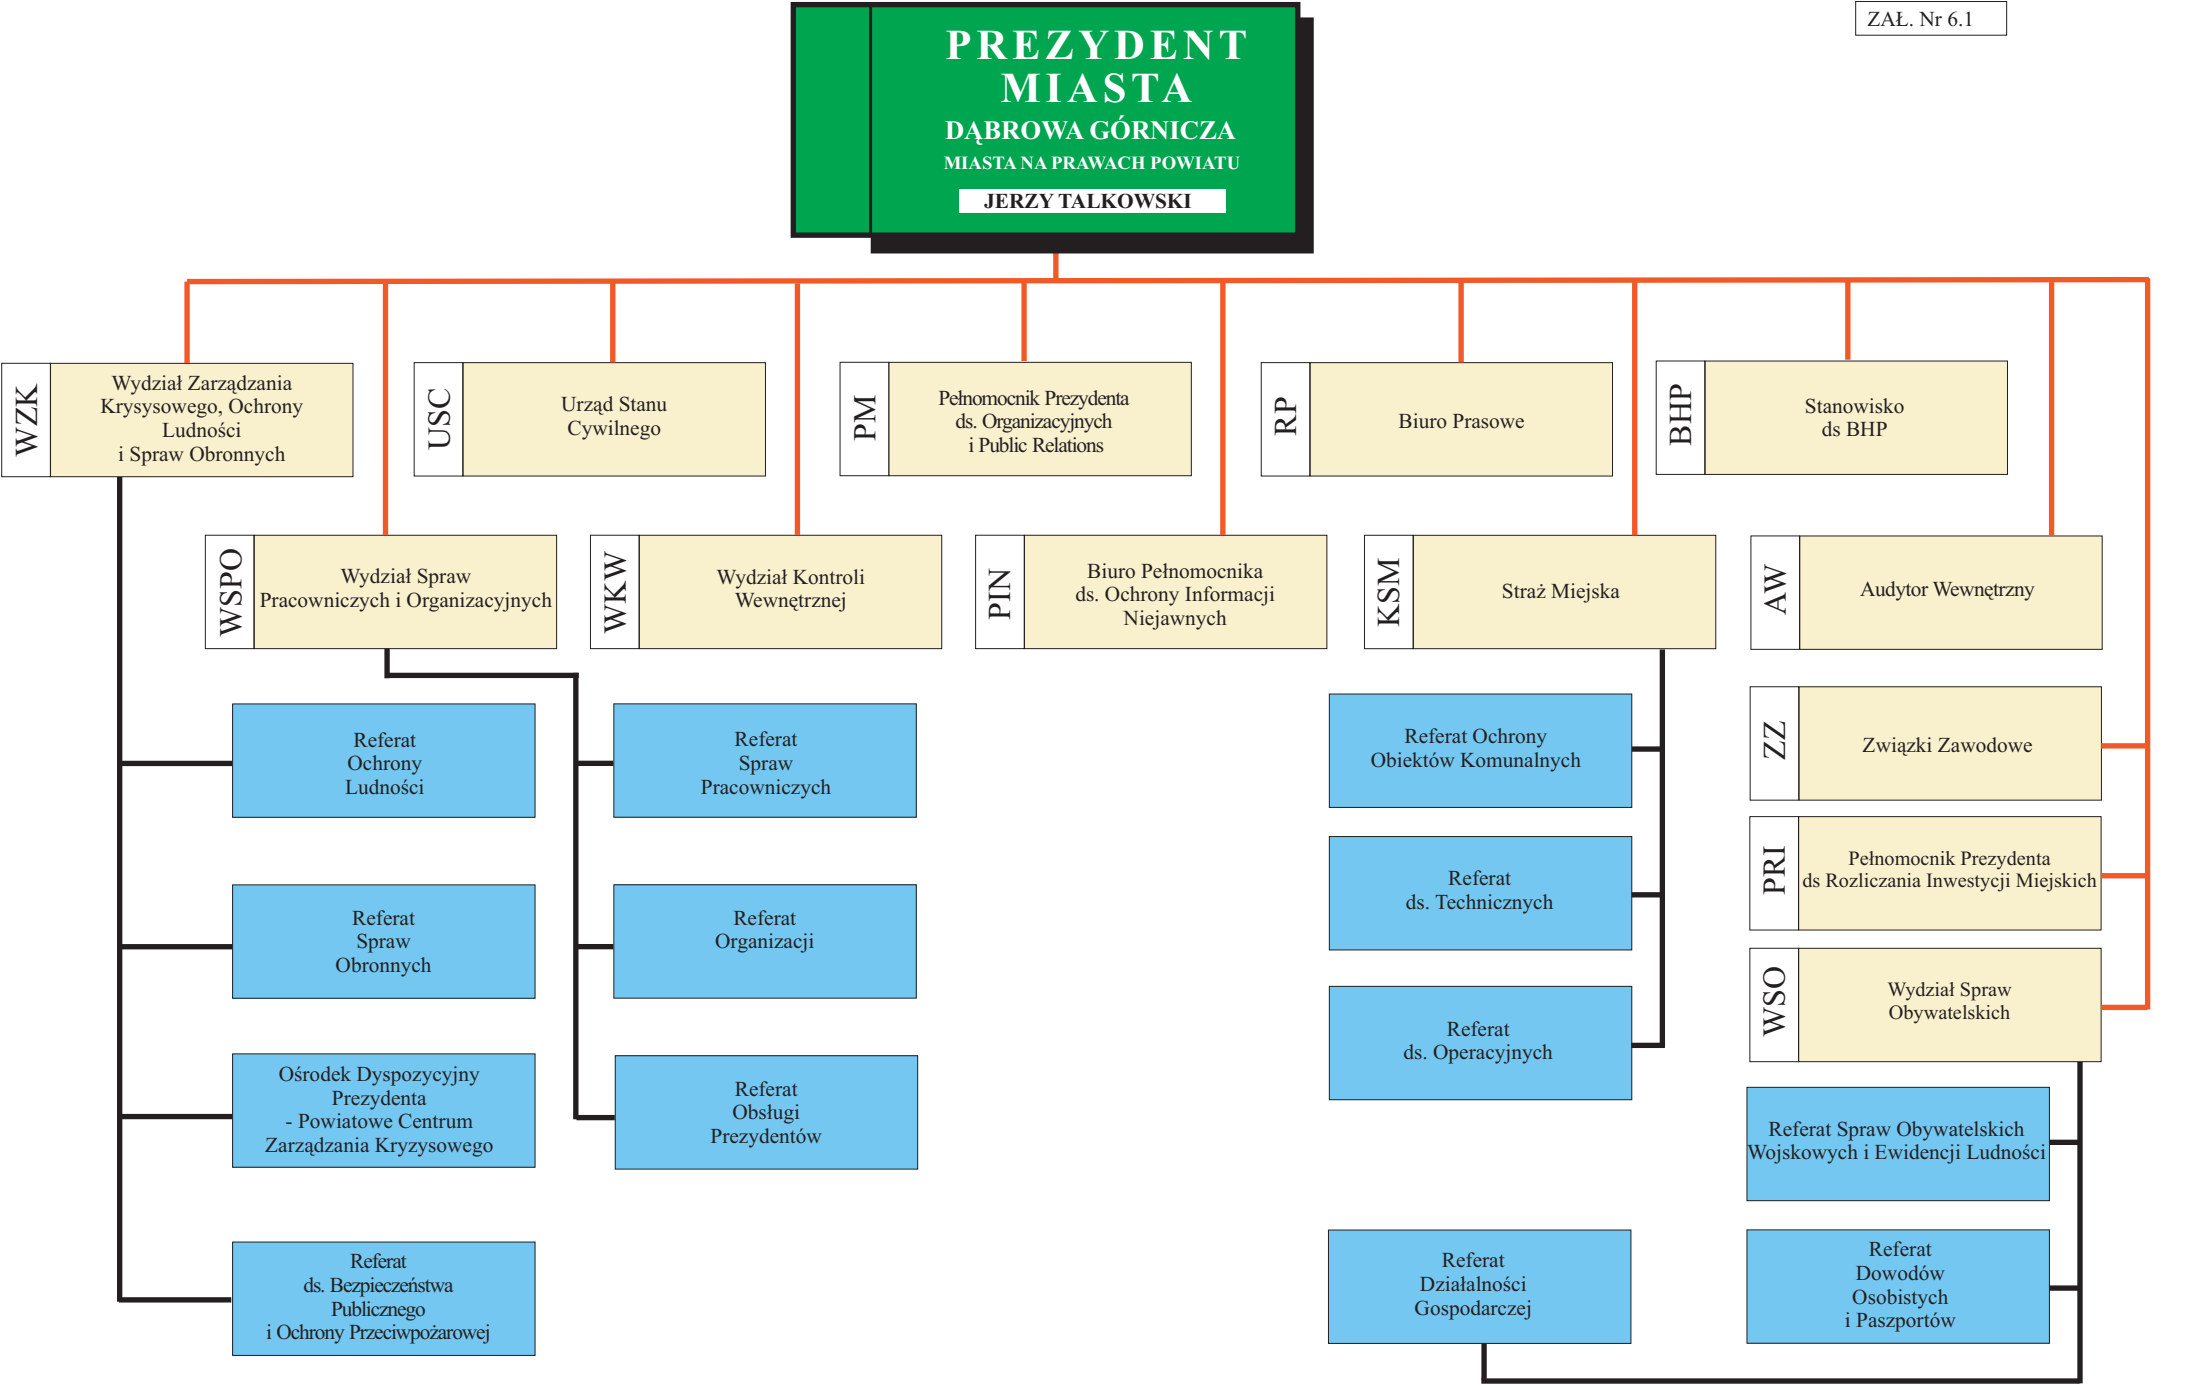 ZAŁ. Nr 6.1
PREZYDENT
MIASTA
DĄBROWA GÓRNICZA
MIASTA NA PRAWACH POWIATU
JERZY TALKOWSKI
WZK
Wydział Zarządzania
Krysysowego, Ochrony
Ludności
i Spraw Obronnych
USC
Urząd Stanu
Cywilnego
PM
Pełnomocnik Prezydenta
ds. Organizacyjnych
i Public Relations
RP
Biuro Prasowe
BHP
Stanowisko
ds BHP
WSPO
Wydział Spraw
Pracowniczych i Organizacyjnych
WKW
Wydział Kontroli
Wewnętrznej
PIN
Biuro Pełnomocnika
ds. Ochrony Informacji
Niejawnych
KSM
Straż Miejska
AW
Audytor Wewnętrzny
ZZ
Związki Zawodowe
PRI
Pełnomocnik Prezydenta
ds Rozliczania Inwestycji Miejskich
WSO
Wydział Spraw
Obywatelskich
Referat
Ochrony
Ludności
Referat
Spraw
Pracowniczych
Referat Ochrony
Obiektów Komunalnych
Referat
Spraw
Obronnych
Referat
Organizacji
Referat
ds. Technicznych
Ośrodek Dyspozycyjny
Prezydenta
- Powiatowe Centrum
Zarządzania Kryzysowego
Referat
Obsługi
Prezydentów
Referat
ds. Operacyjnych
Referat Spraw Obywatelskich
Wojskowych i Ewidencji Ludności
Referat
ds. Bezpieczeństwa
Publicznego
i Ochrony Przeciwpożarowej
Referat
Działalności
Gospodarczej
Referat
Dowodów
Osobistych
i Paszportów